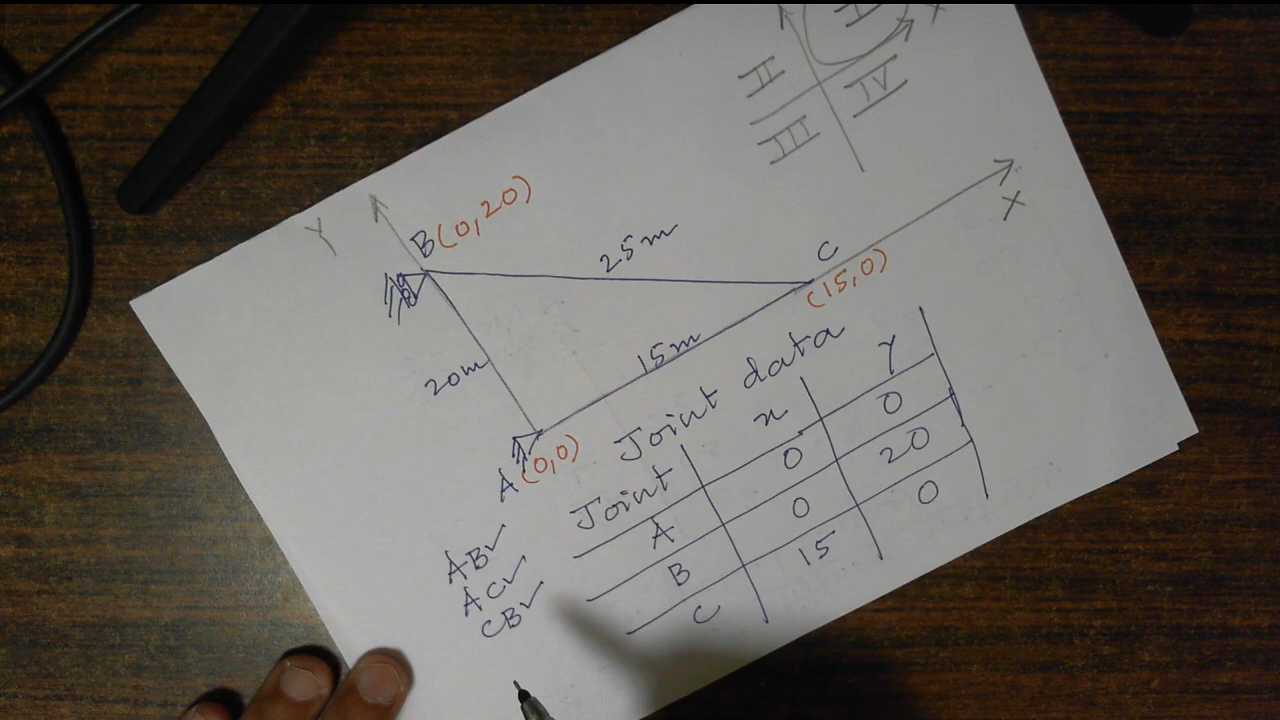 II
I
X
III
IV
Y
B(0,20)
25m
C
(15,0)
X
20m
15m
A(0,0)
Joint data
Joint x Y
A 0 0
B 0 20
C 15 0
AB✓
AC✓
CB✓